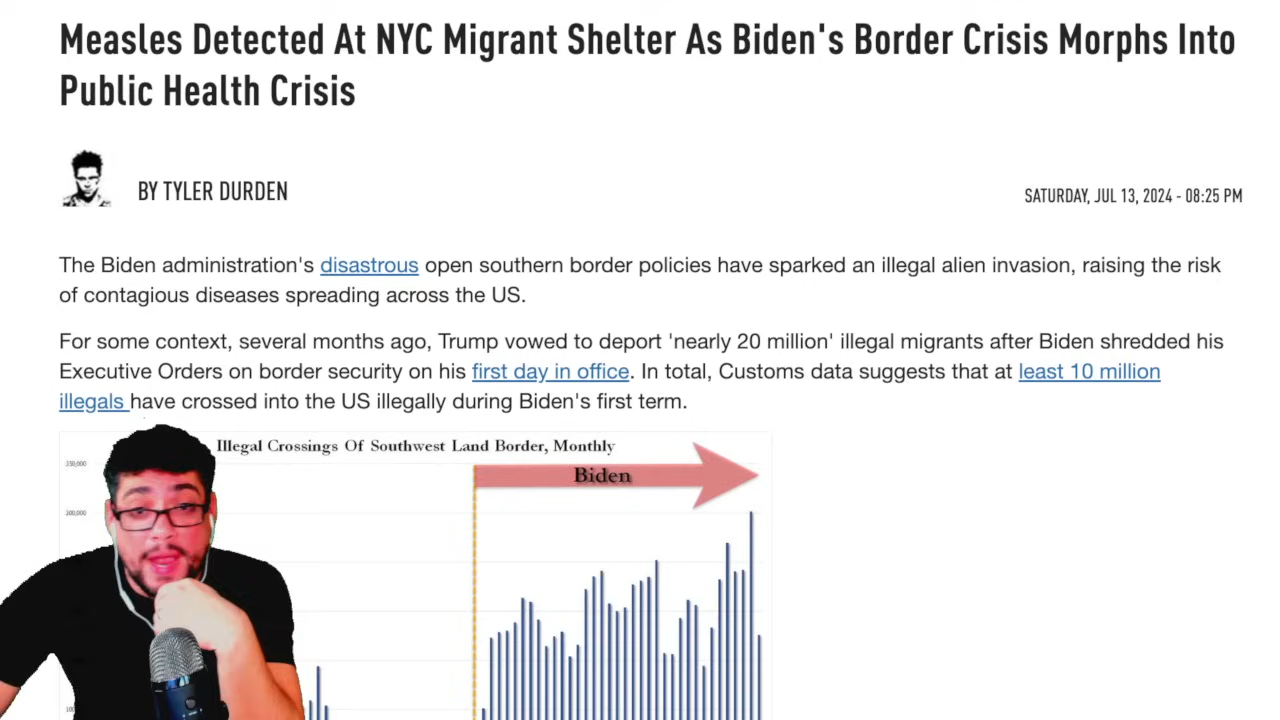 Measles Detected At NYC Migrant Shelter As Biden's Border Crisis Morphs Into
Public Health Crisis
BY TYLER DURDEN
SATURDAY, JUL 13, 2024 - 08:25 PM
The Biden administration's disastrous open southern border policies have sparked an illegal alien invasion, raising the risk
of contagious diseases spreading across the US.
For some context, several months ago, Trump vowed to deport 'nearly 20 million' illegal migrants after Biden shredded his
Executive Orders on border security on his first day in office. In total, Customs data suggests that at least 10 million
illegals have crossed into the US illegally during Biden's first term.
Illegal Crossings Of Southwest Land Border, Monthly
350,000
Biden
300,000